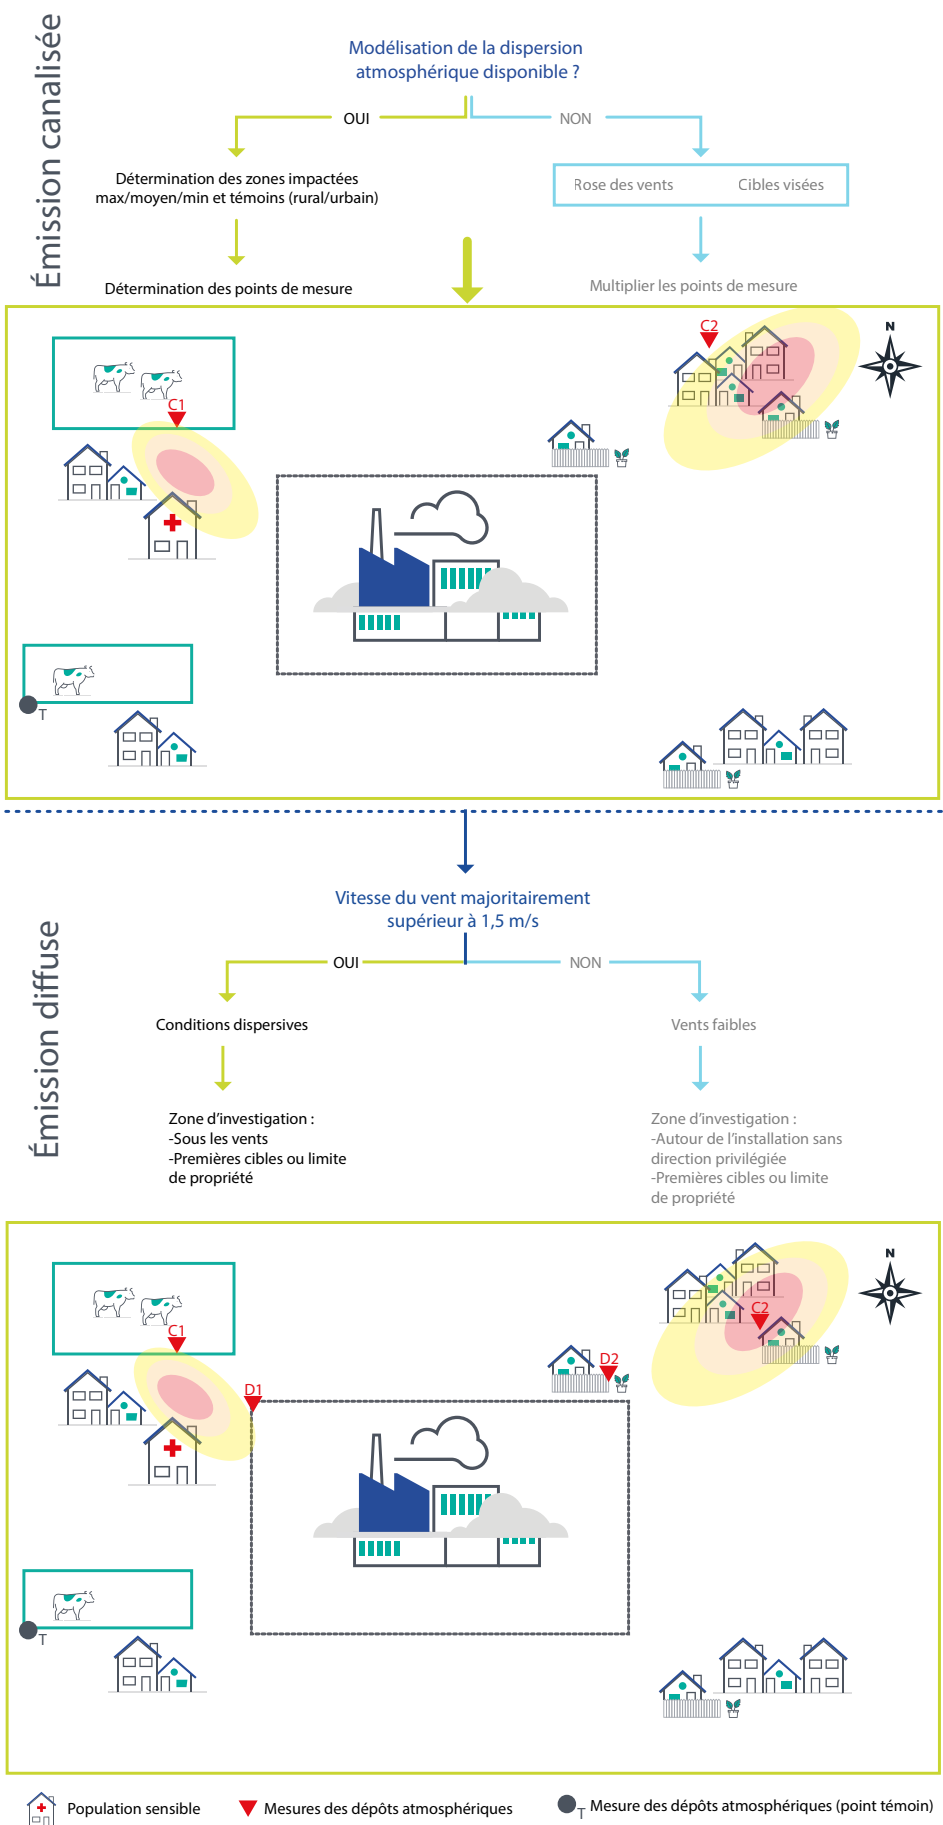 Émission canalisée
Modélisation de la dispersion
atmosphérique disponible ?
OUI
NON
Détermination des zones impactées
max/moyen/min et témoins (rural/urbain)
Rose des vents
Cibles visées
Détermination des points de mesure
Multiplier les points de mesure
C2
N
C1
T
Émission diffuse
Vitesse du vent majoritairement
supérieur à 1,5 m/s
OUI
NON
Conditions dispersives
Vents faibles
Zone d'investigation :
-Sous les vents
-Premières cibles ou limite
de propriété
Zone d'investigation :
-Autour de l'installation sans
direction privilégiée
-Premières cibles ou limite
de propriété
N
C2
C1
D2
D1
T
Population sensible
Mesures des dépôts atmosphériques
T
Mesure des dépôts atmosphériques (point témoin)